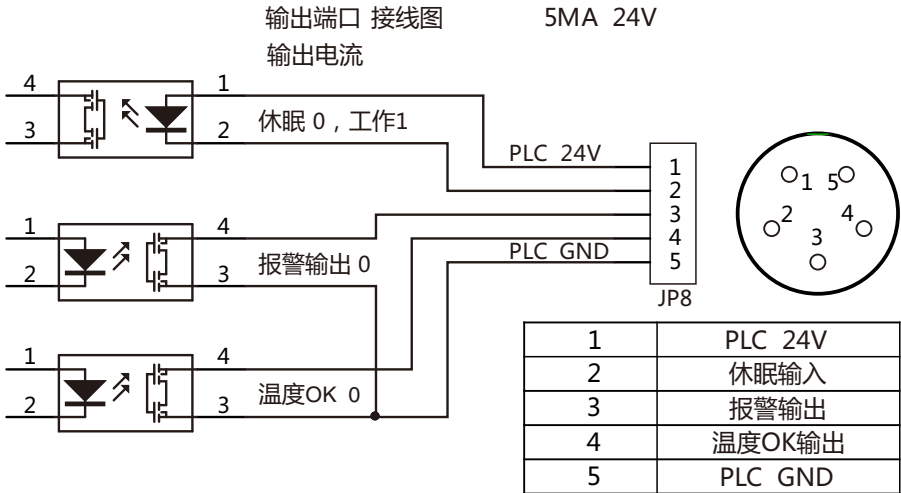 输出端口 接线图 5MA 24V
输出电流
4 1
3 2
休眠 0，工作1
PLC 24V
1
2
3
4
5
PLC GND
JP8
1 4
2 3
报警输出 0
1 4
2 3
温度OK 0
1 5
2 4
3
1 PLC 24V
2 休眠输入
3 报警输出
4 温度OK输出
5 PLC GND